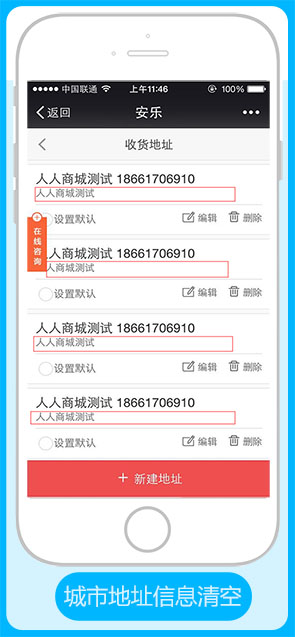 中国联通 上午11:46 100%
返回 安乐
收货地址
人人商城测试 18661706910
人人商城测试
设置默认 编辑 删除
在线咨询
人人商城测试 18661706910
人人商城测试
设置默认 编辑 删除
人人商城测试 18661706910
人人商城测试
设置默认 编辑 删除
人人商城测试 18661706910
人人商城测试
设置默认 编辑 删除
+ 新建地址
城市地址信息清空